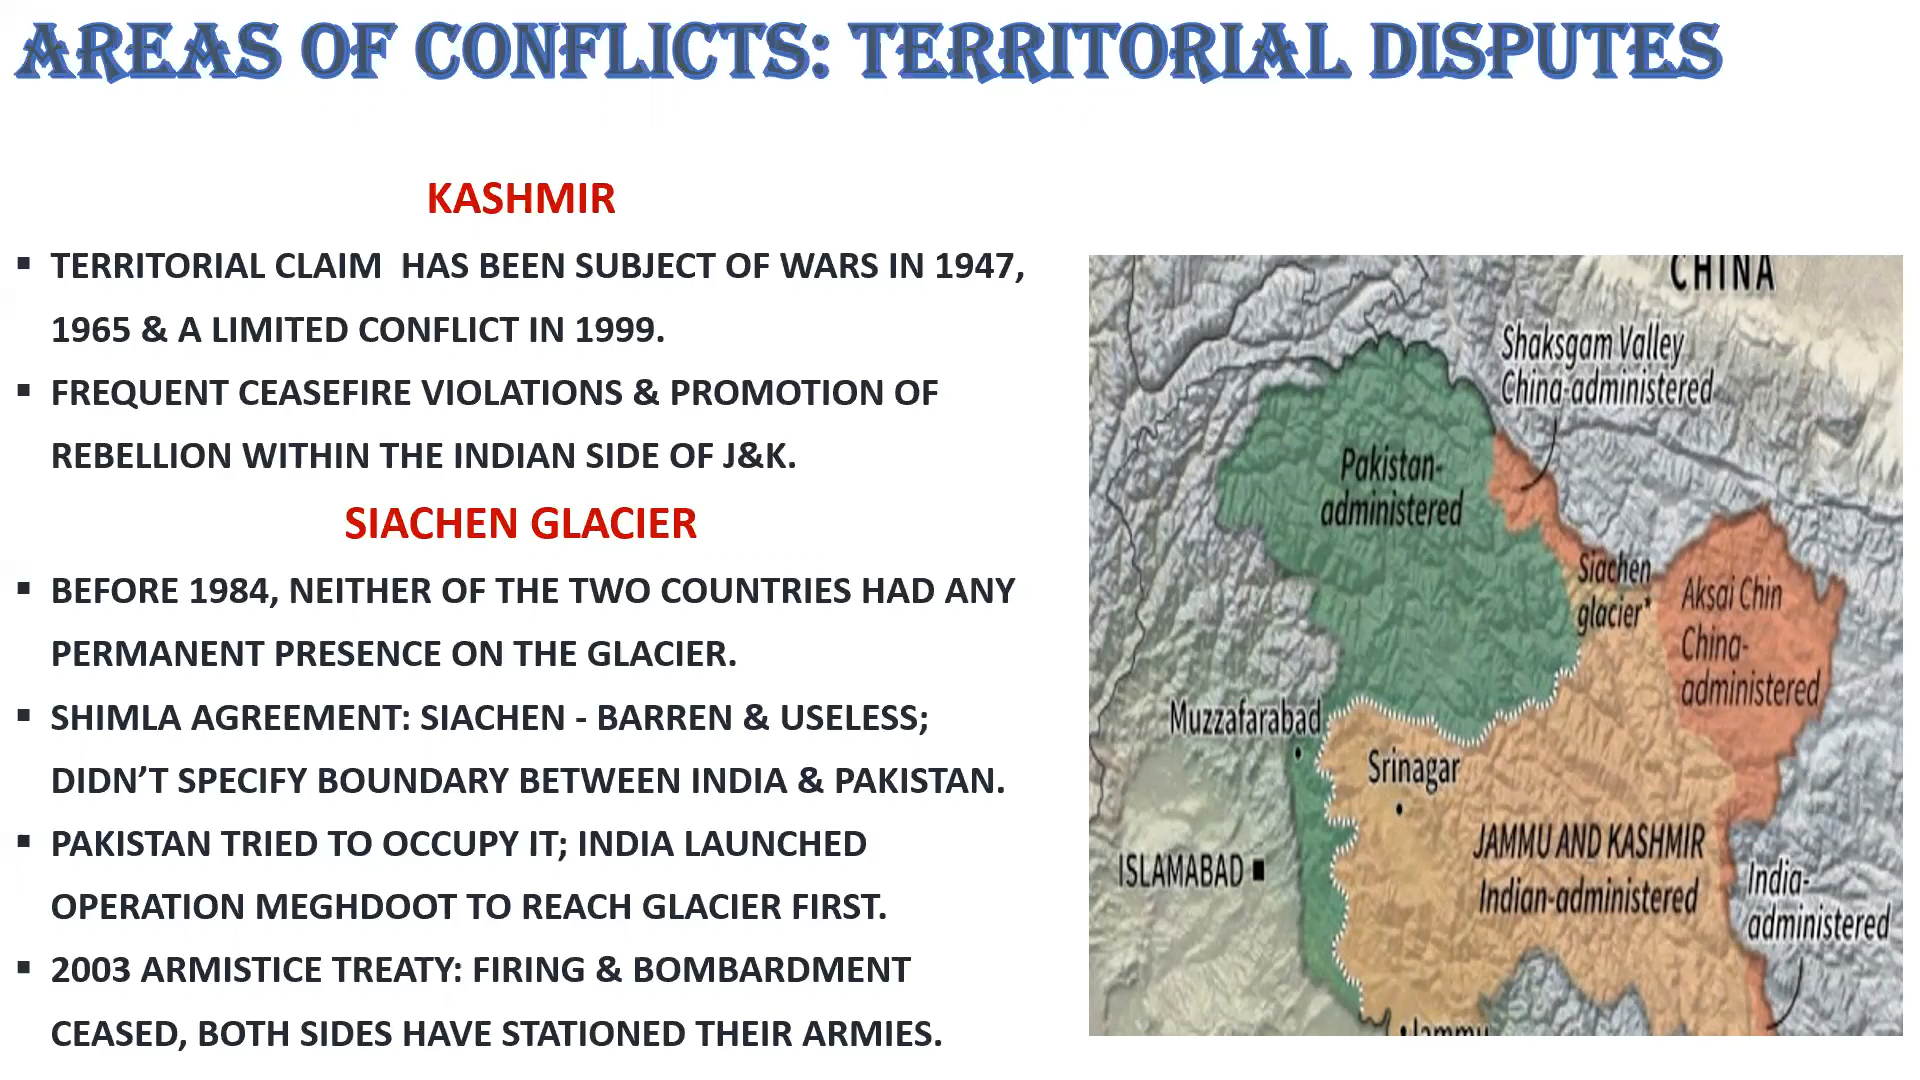 AREAS OF CONFLICTS: TERRITORIAL DISPUTES
KASHMIR
▪ TERRITORIAL CLAIM HAS BEEN SUBJECT OF WARS IN 1947,
1965 & A LIMITED CONFLICT IN 1999.
▪ FREQUENT CEASEFIRE VIOLATIONS & PROMOTION OF
REBELLION WITHIN THE INDIAN SIDE OF J&K.
SIACHEN GLACIER
▪ BEFORE 1984, NEITHER OF THE TWO COUNTRIES HAD ANY
PERMANENT PRESENCE ON THE GLACIER.
▪ SHIMLA AGREEMENT: SIACHEN - BARREN & USELESS;
DIDN’T SPECIFY BOUNDARY BETWEEN INDIA & PAKISTAN.
▪ PAKISTAN TRIED TO OCCUPY IT; INDIA LAUNCHED
OPERATION MEGHDOOT TO REACH GLACIER FIRST.
▪ 2003 ARMISTICE TREATY: FIRING & BOMBARDMENT
CEASED, BOTH SIDES HAVE STATIONED THEIR ARMIES.
CHINA
Shaksgam Valley
China-administered
Pakistan-
administered
Siachen
glacier*
Aksai Chin
China-
administered
Muzzafarabad
Srinagar
JAMMU AND KASHMIR
Indian-administered
ISLAMABAD
India-
administered
Jammu